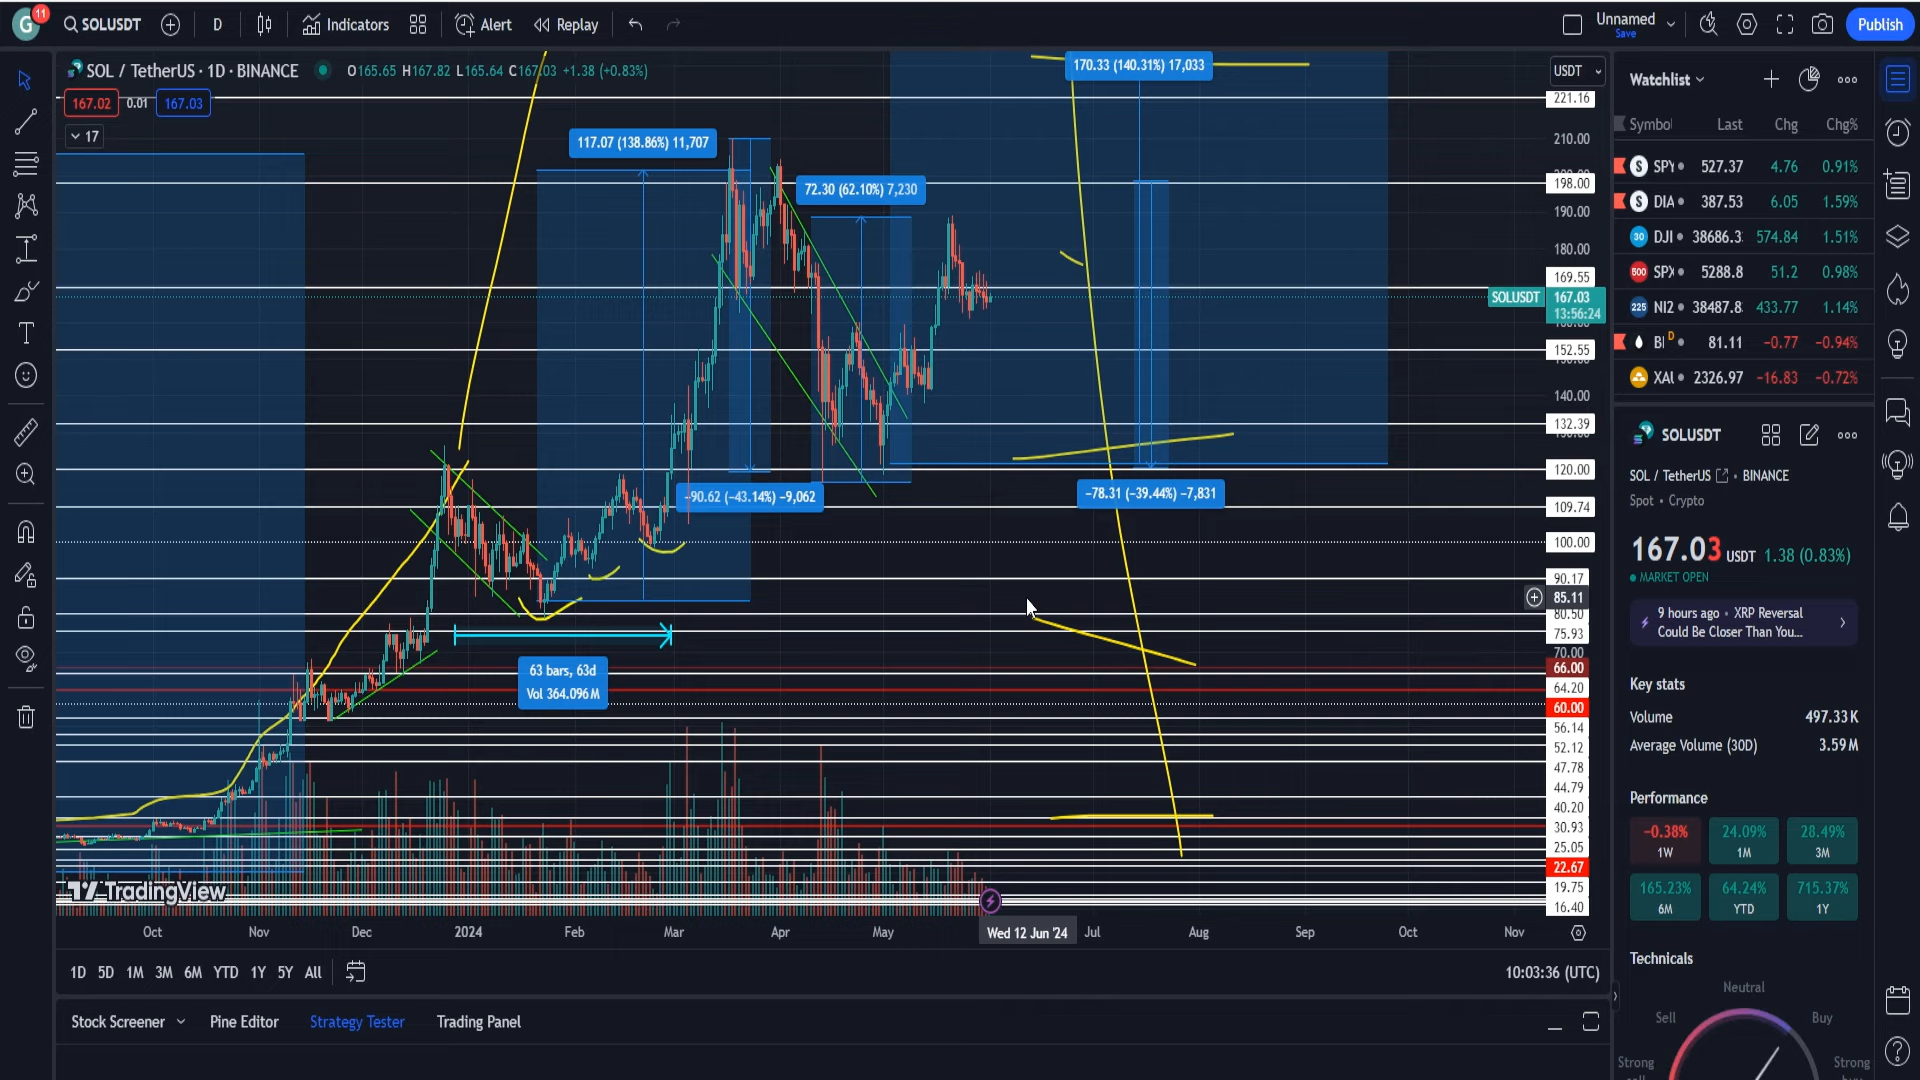 G 11 SOLUSDT D Indicators Alert Replay Unnamed Save Publish
SOL / TetherUS · 1D · BINANCE O165.65 H167.82 L165.64 C167.03 +1.38 (+0.83%)
167.02 0.01 167.03
17
170.33 (140.31%) 17,033
117.07 (138.86%) 11,707
72.30 (62.10%) 7,230
−90.62 (−43.14%) −9,062
−78.31 (−39.44%) −7,831
63 bars, 63d
Vol 364.096M
USDT
221.16
210.00
198.00
190.00
180.00
169.55
SOLUSDT 167.03
13:56:24
152.55
140.00
132.39
120.00
109.74
100.00
90.17
85.11
80.50
75.93
70.00
66.00
64.20
60.00
56.14
52.12
47.78
44.79
40.20
30.93
25.05
22.67
19.75
16.40
TradingView
Oct Nov Dec 2024 Feb Mar Apr May Wed 12 Jun '24 Jul Aug Sep Oct Nov
1D 5D 1M 3M 6M YTD 1Y 5Y All 10:03:36 (UTC)
Stock Screener Pine Editor Strategy Tester Trading Panel
Watchlist
Symbol Last Chg Chg%
S SPY 527.37 4.76 0.91%
S DIA 387.53 6.05 1.59%
30 DJI 38686.3 574.84 1.51%
500 SPX 5288.8 51.2 0.98%
225 NI2 38487.8 433.77 1.14%
D 81.11 −0.77 −0.94%
XAU 2326.97 −16.83 −0.72%
SOLUSDT
SOL / TetherUS • BINANCE
Spot • Crypto
167.03 USDT 1.38 (0.83%)
MARKET OPEN
9 hours ago • XRP Reversal
Could Be Closer Than You...
Key stats
Volume 497.33K
Average Volume (30D) 3.59M
Performance
−0.38% 24.09% 28.49%
1W 1M 3M
165.23% 64.24% 715.37%
6M YTD 1Y
Technicals
Neutral
Sell Buy
Strong Strong